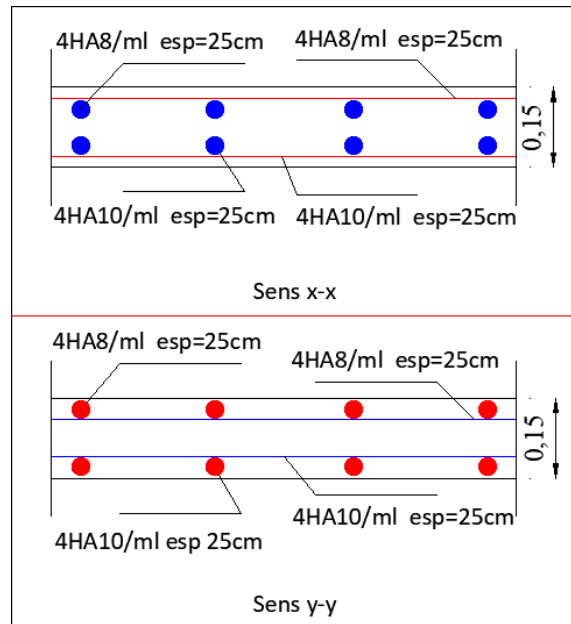 4HA8/ml esp=25cm
4HA8/ml esp=25cm
0,15
4HA10/ml esp=25cm
4HA10/ml esp=25cm
Sens x-x
4HA8/ml esp=25cm
4HA8/ml esp=25cm
0,15
4HA10/ml esp 25cm
4HA10/ml esp=25cm
Sens y-y